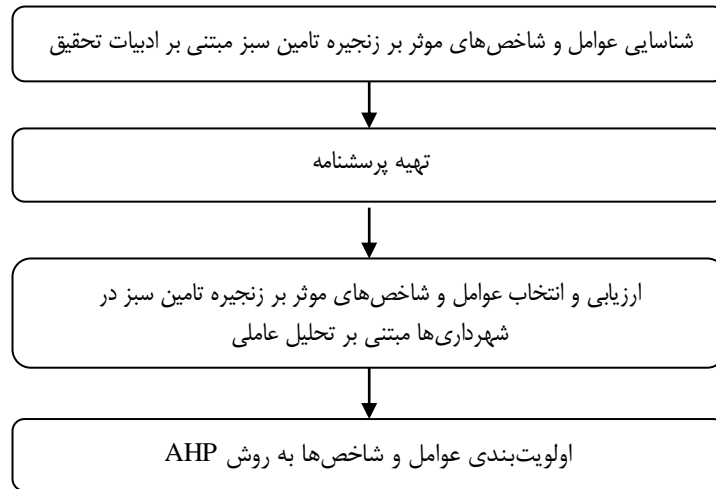 شناسایی عوامل و شاخص‌های موثر بر زنجیره تامین سبز مبتنی بر ادبیات تحقیق
تهیه پرسشنامه
ارزیابی و انتخاب عوامل و شاخص‌های موثر بر زنجیره تامین سبز در
شهرداری‌ها مبتنی بر تحلیل عاملی
اولویت‌بندی عوامل و شاخص‌ها به روش AHP